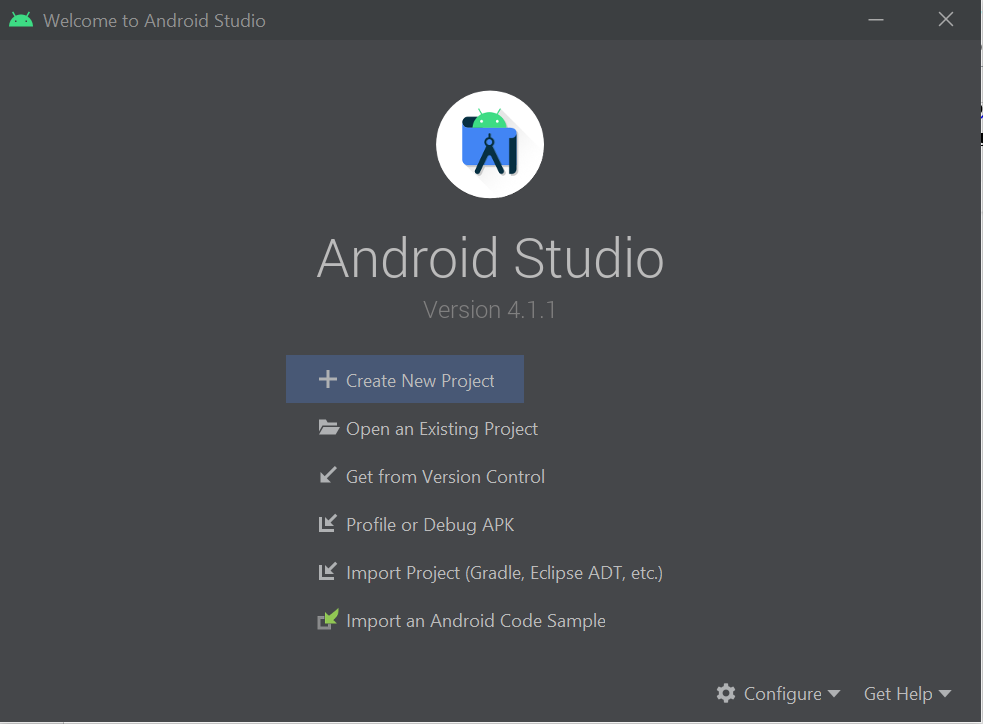 Welcome to Android Studio
Android Studio
Version 4.1.1
Create New Project
Open an Existing Project
Get from Version Control
Profile or Debug APK
Import Project (Gradle, Eclipse ADT, etc.)
Import an Android Code Sample
Configure Get Help